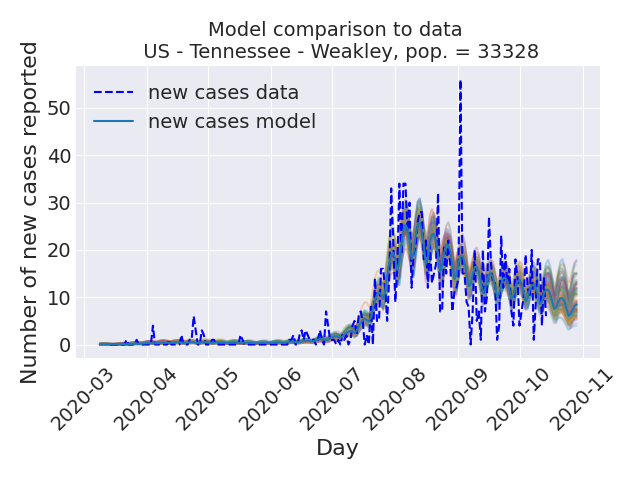 Model comparison to data
US - Tennessee - Weakley, pop. = 33328
Number of new cases reported
new cases data
new cases model
50
40
30
20
10
0
2020-03
2020-04
2020-05
2020-06
2020-07
2020-08
2020-09
2020-10
2020-11
Day